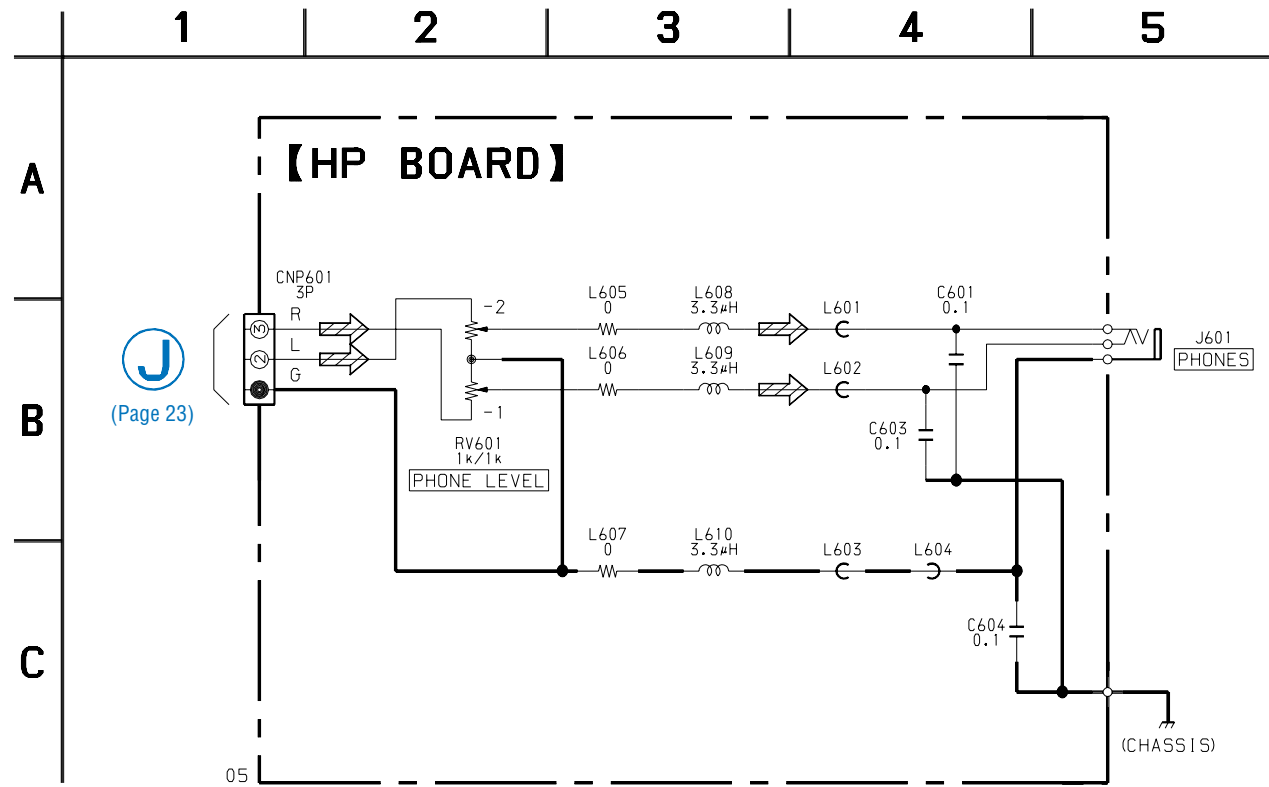 1 2 3 4 5
A
【HP BOARD】
CNP601
3P
R
L
G
3
2
J
(Page 23)
B
-2
-1
RV601
1k/1k
PHONE LEVEL
L605
0
L608
3.3μH
L601
C601
0.1
L606
0
L609
3.3μH
L602
C603
0.1
J601
PHONES
L607
0
L610
3.3μH
L603
L604
C
C604
0.1
(CHASSIS)
05